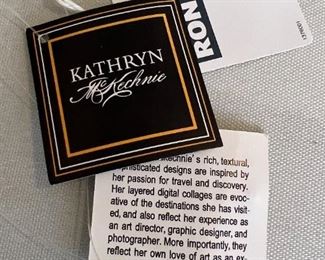 KATHRYN
McKechnie
RON
1376001
echnie's rich, textural,
sophisticated designs are inspired by
her passion for travel and discovery.
Her layered digital collages are evoc-
ative of the destinations she has visit-
ed, and also reflect her experience as
an art director, graphic designer, and
photographer. More importantly, they
reflect her own love of art as an ex-